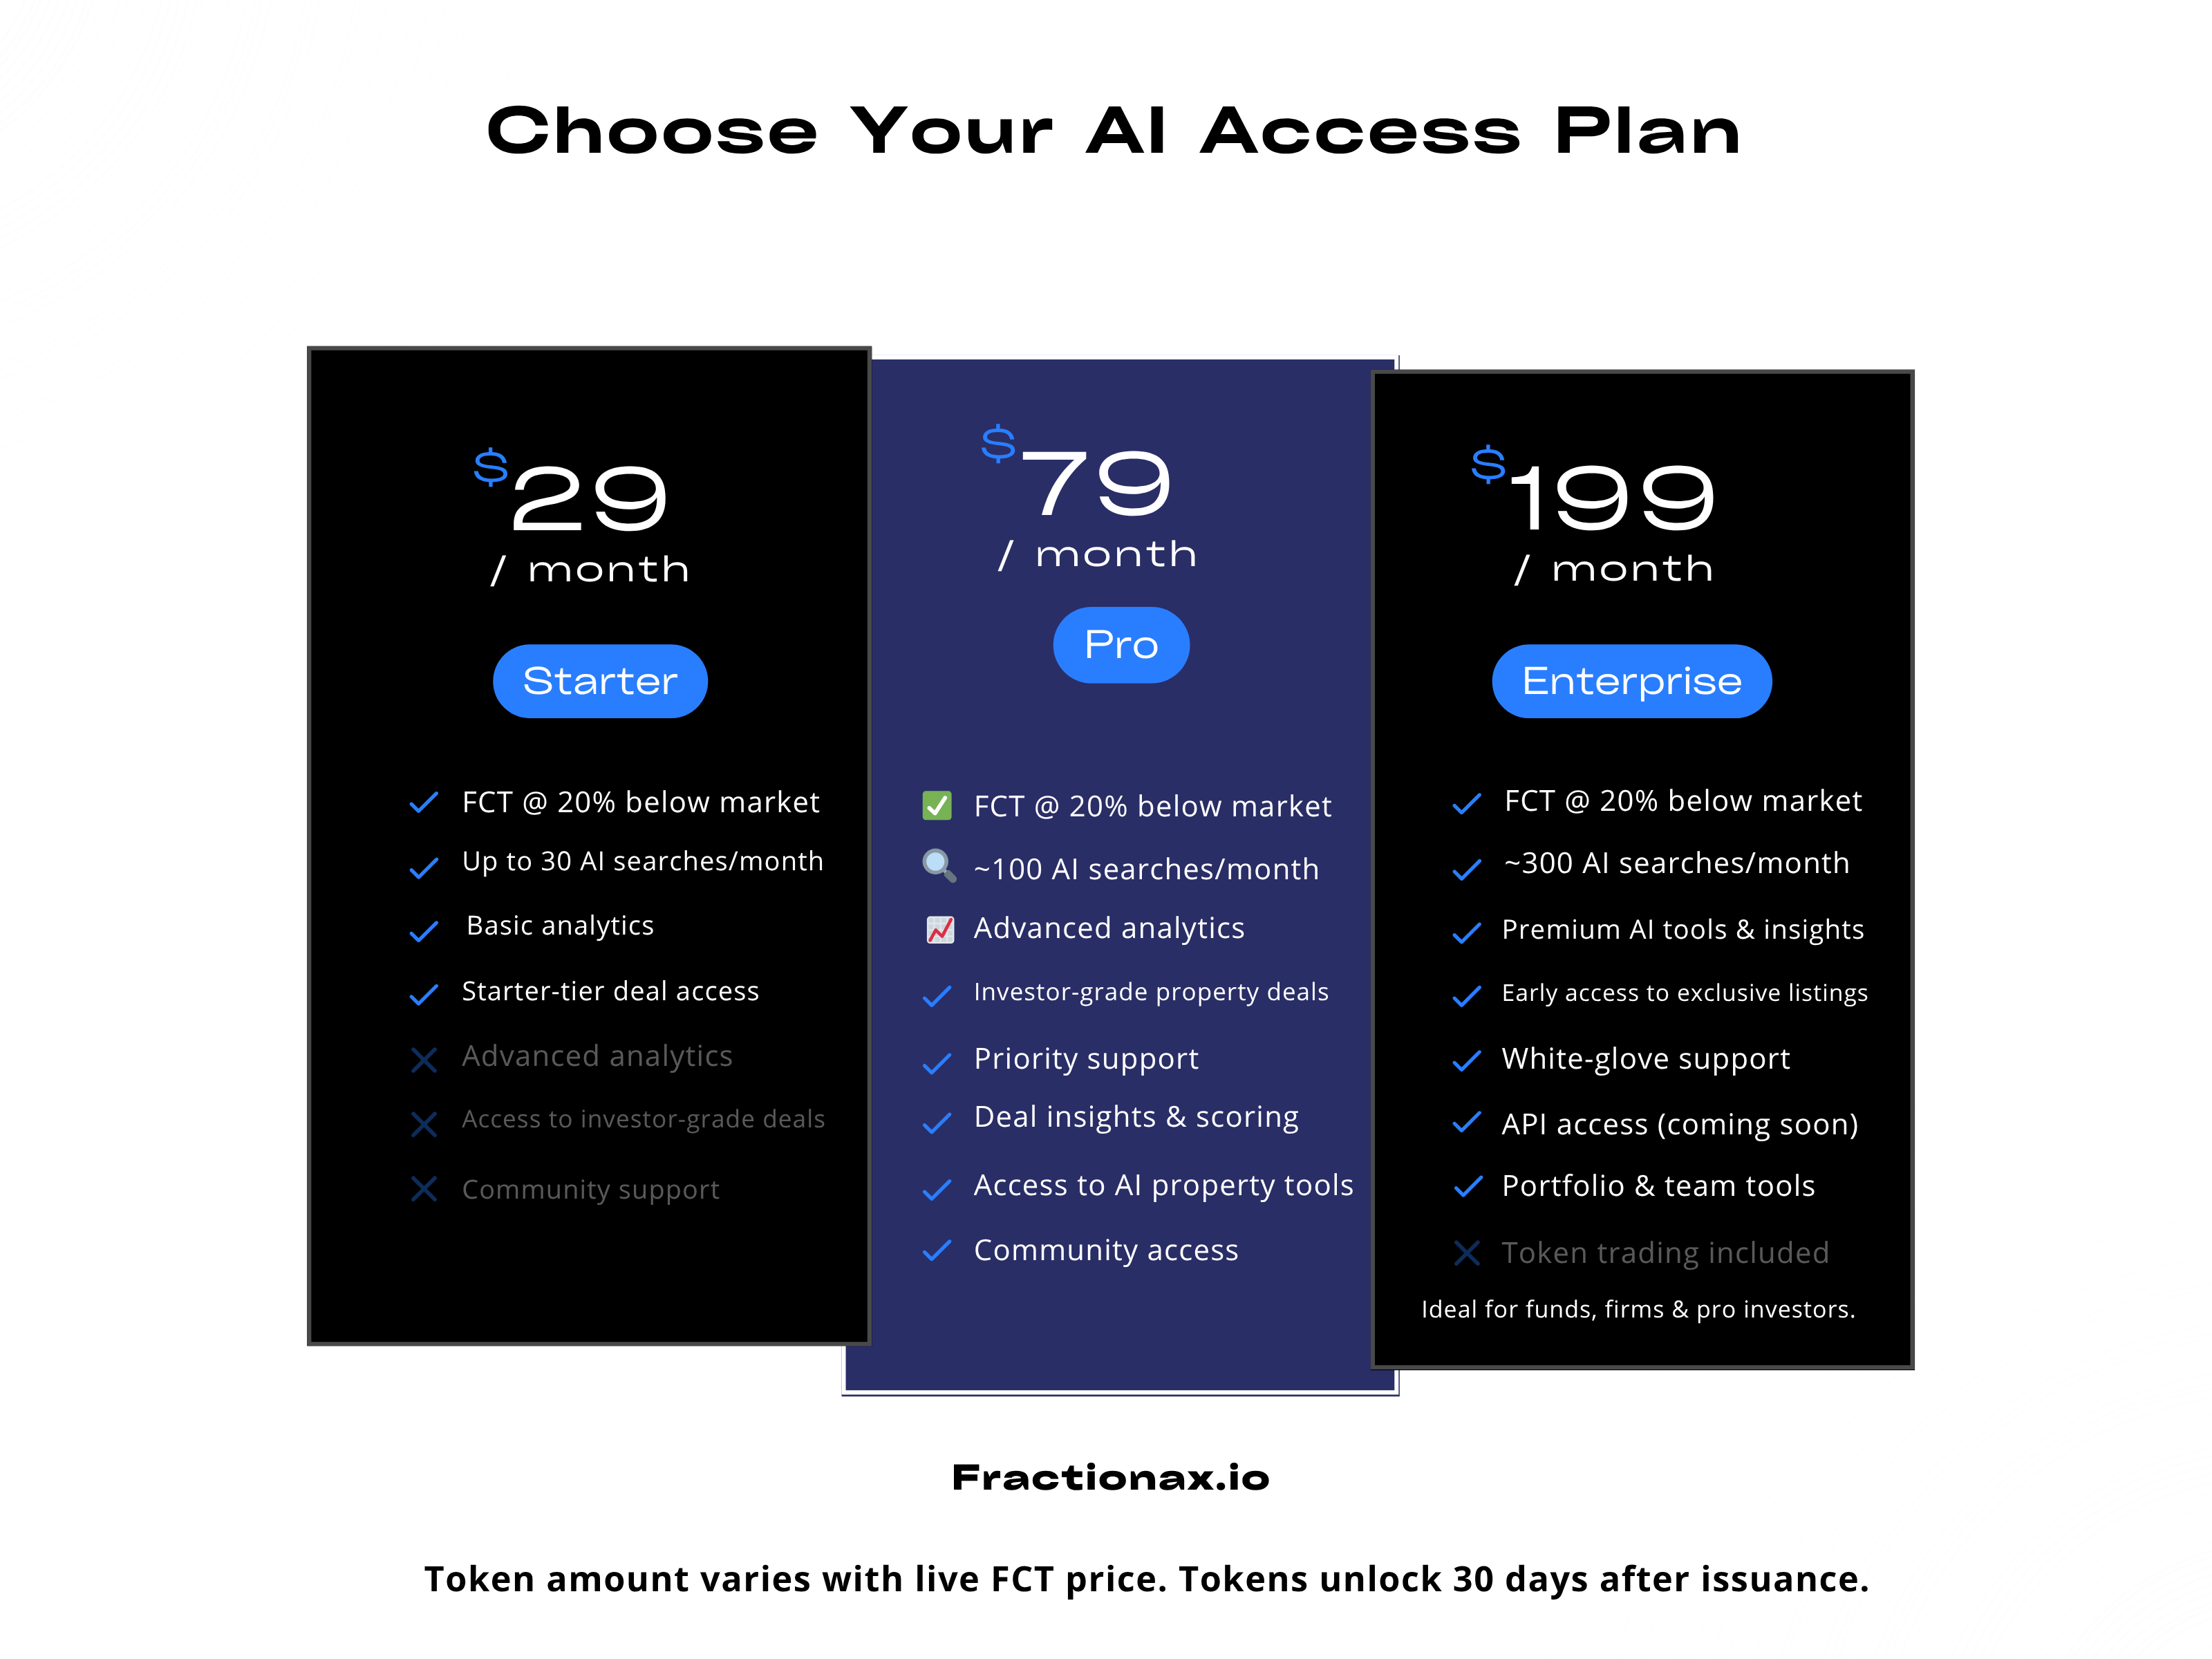 Choose Your AI Access Plan
$29
/ month
Starter
FCT @ 20% below market
Up to 30 AI searches/month
Basic analytics
Starter-tier deal access
Advanced analytics
Access to investor-grade deals
Community support
$79
/ month
Pro
FCT @ 20% below market
~100 AI searches/month
Advanced analytics
Investor-grade property deals
Priority support
Deal insights & scoring
Access to AI property tools
Community access
$199
/ month
Enterprise
FCT @ 20% below market
~300 AI searches/month
Premium AI tools & insights
Early access to exclusive listings
White-glove support
API access (coming soon)
Portfolio & team tools
Token trading included
Ideal for funds, firms & pro investors.
Fractionax.io
Token amount varies with live FCT price. Tokens unlock 30 days after issuance.